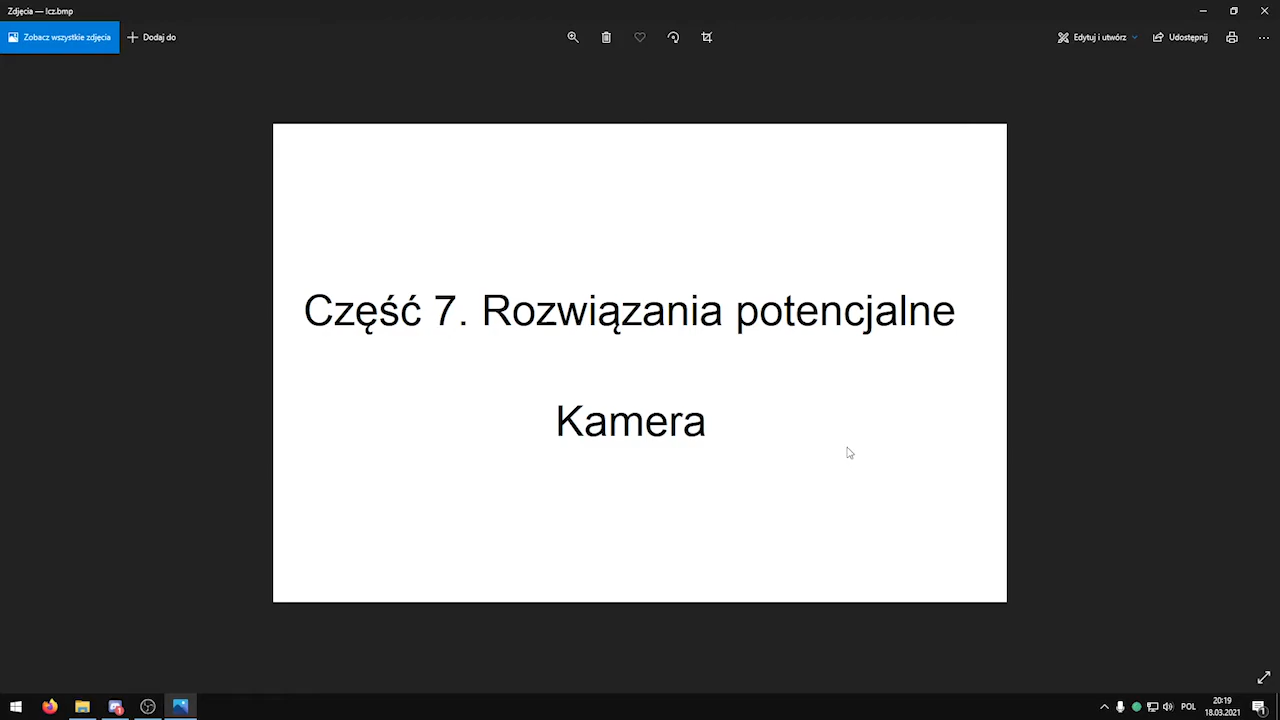 Zdjęcia — !cz.bmp
Zobacz wszystkie zdjęcia
Dodaj do
Edytuj i utwórz
Udostępnij
Część 7. Rozwiązania potencjalne
Kamera
POL
20:19
18.03.2021